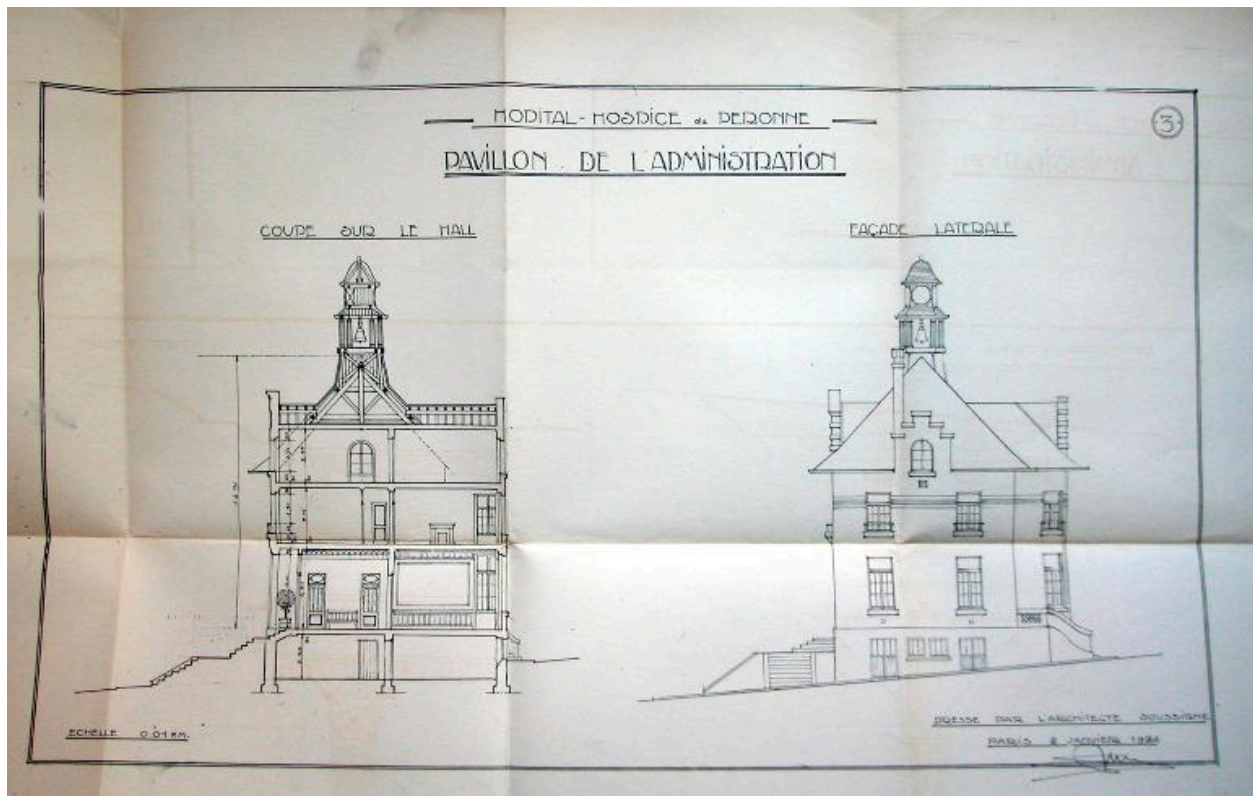 HOPITAL-HOSPICE de PERONNE
3
PAVILLON DE L'ADMINISTRATION
COUPE SUR LE HALL
FAÇADE LATERALE
ECHELLE 0.01 P.M.
DRESSE PAR L'ARCHITECTE SOUSSIGNE
PARIS JANVIER